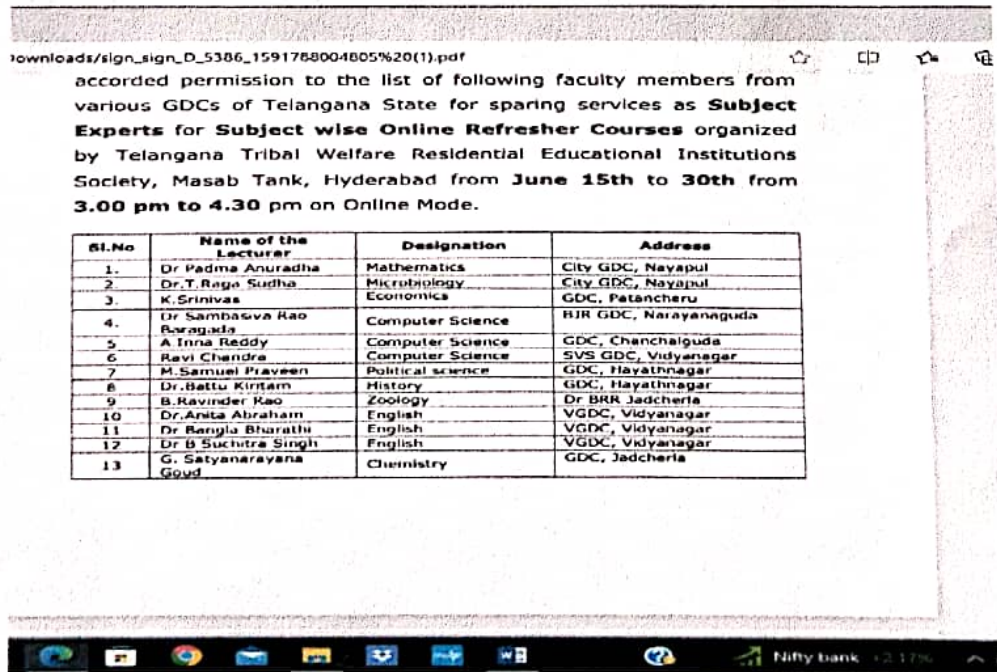 ownloads/sign_sign_D_5386_1591788004805%20(1).pdf
accorded permission to the list of following faculty members from
various GDCs of Telangana State for sparing services as Subject
Experts for Subject wise Online Refresher Courses organized
by Telangana Tribal Welfare Residential Educational Institutions
Society, Masab Tank, Hyderabad from June 15th to 30th from
3.00 pm to 4.30 pm on Online Mode.
Sl.No Name of the Lecturer Designation Address
1. Dr Padma Anuradha Mathematics City GDC, Nayapul
2. Dr.T.Raga Sudha Microbiology City GDC, Nayapul
3. K.Srinivas Economics GDC, Patancheru
4. Dr Sambasiva Rao Baragada Computer Science BJR GDC, Narayanaguda
5 A Inna Reddy Computer Science GDC, Chanchalguda
6 Ravi Chandra Computer Science SVS GDC, Vidyanagar
7 M.Samuel Praveen Political science GDC, Hayathnagar
8 Dr.Battu Kiritam History GDC, Hayathnagar
9 B.Ravinder Rao Zoology Dr BRR Jadcherla
10 Dr.Anita Abraham English VGDC, Vidyanagar
11 Dr Bangla Bharathi English VGDC, Vidyanagar
12 Dr B Suchitra Singh English VGDC, Vidyanagar
13 G. Satyanarayana Goud Chemistry GDC, Jadcherla
Nifty bank +2.17%